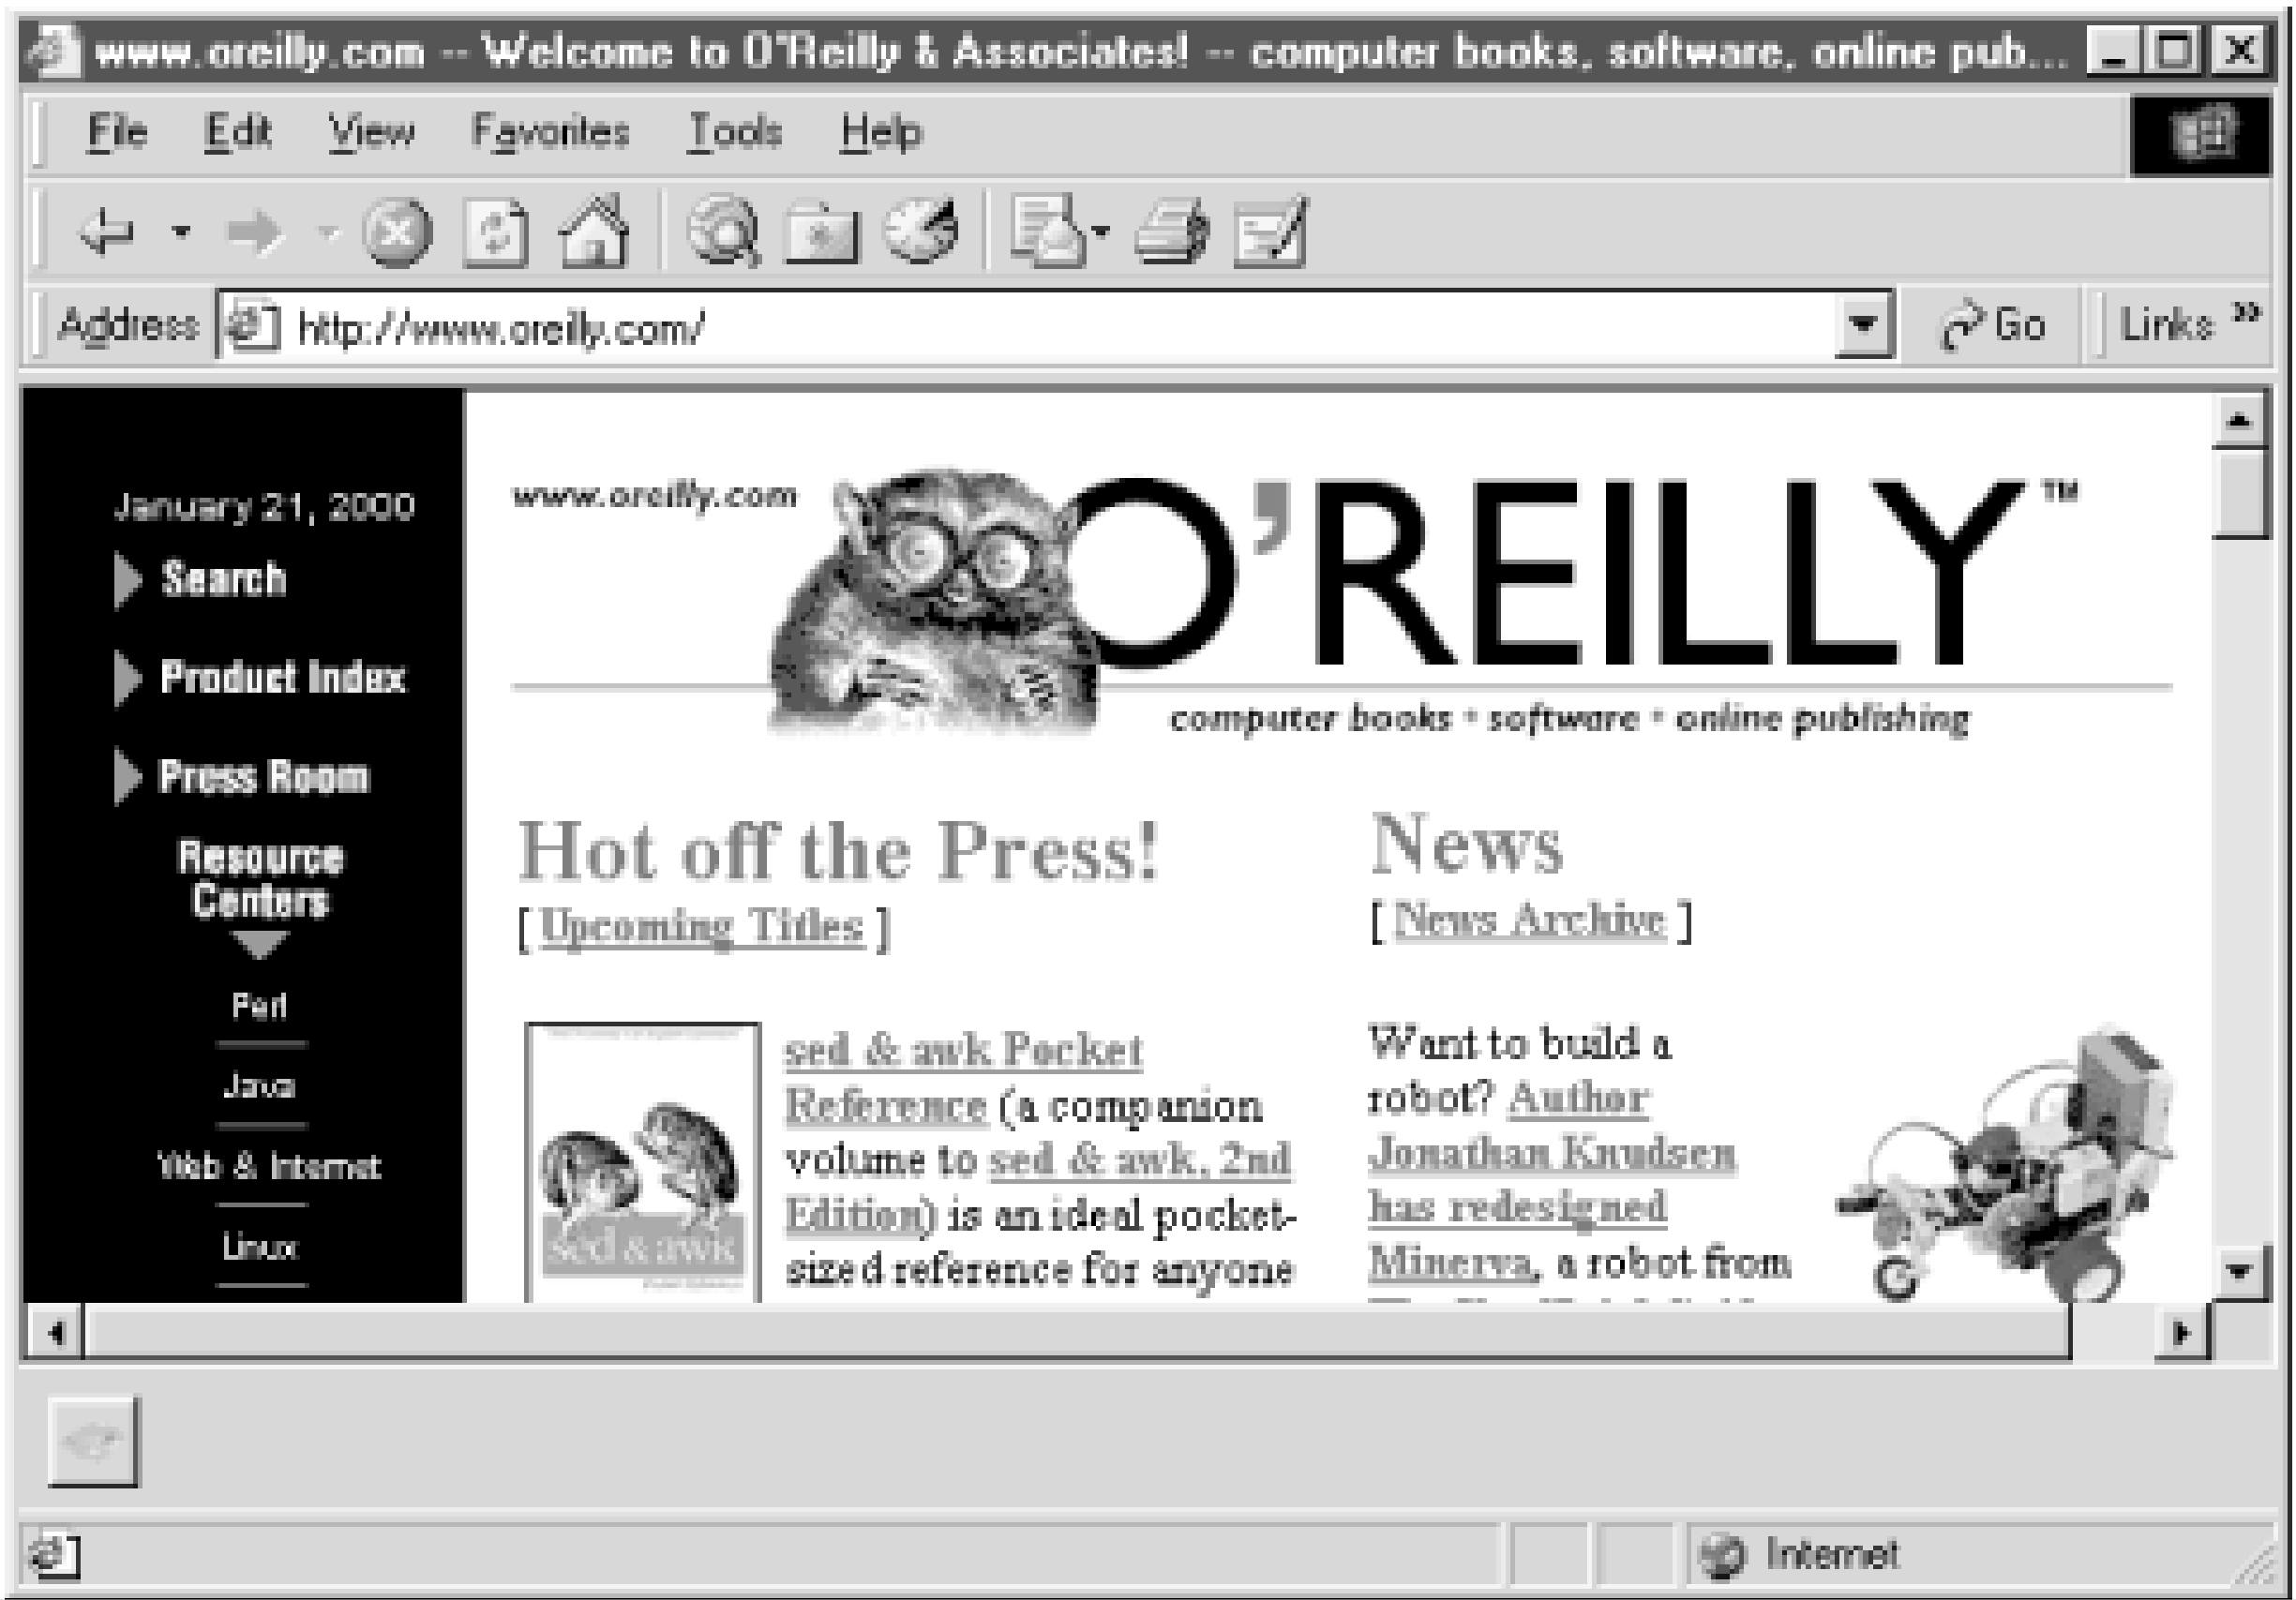 www.oreilly.com -- Welcome to O'Reilly & Associates! -- computer books, software, online pub...
File Edit View Favorites Tools Help
Address http://www.oreilly.com/ Go Links »
January 21, 2000
Search
Product Index
Press Room
Resource
Centers
Perl
Java
Web & Internet
Linux
www.oreilly.com
O'REILLY™
computer books • software • online publishing
Hot off the Press!
[ Upcoming Titles ]
sed & awk
sed & awk Pocket
Reference (a companion
volume to sed & awk, 2nd
Edition) is an ideal pocket-
sized reference for anyone
News
[ News Archive ]
Want to build a
robot? Author
Jonathan Knudsen
has redesigned
Minerva, a robot from
Internet